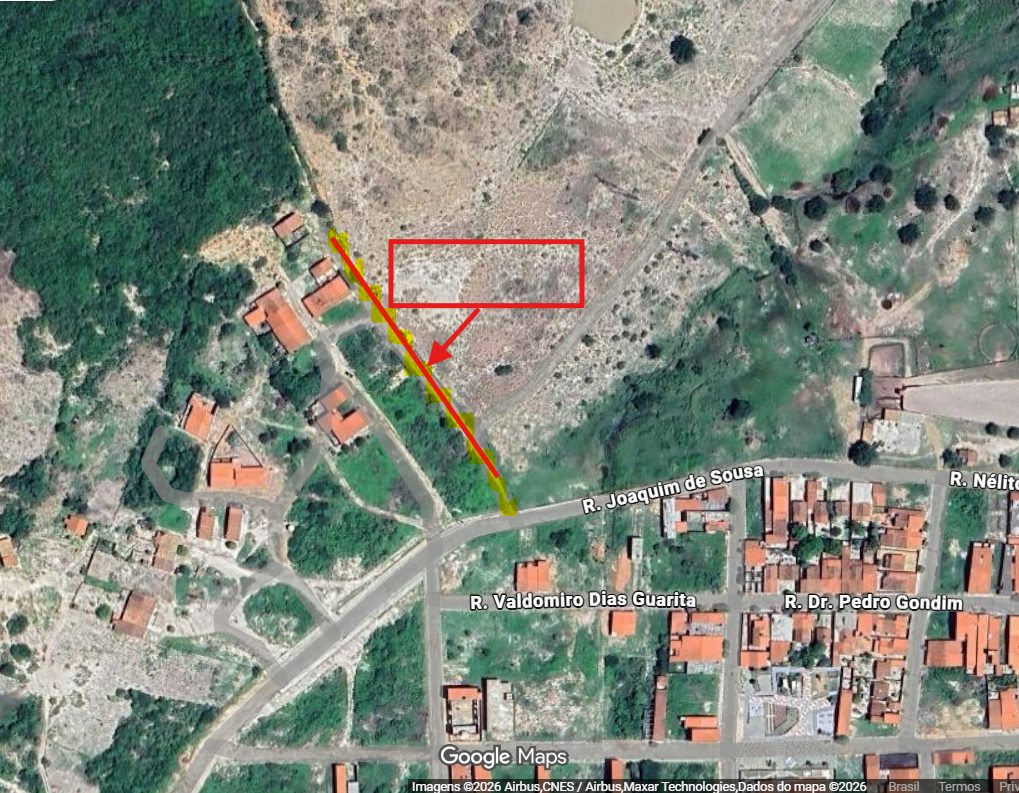 R. Joaquim de Sousa
R. Nélito
R. Valdomiro Dias Guarita
R. Dr. Pedro Gondim
Google Maps
Imagens ©2026 Airbus,CNES / Airbus,Maxar Technologies,Dados do mapa ©2026 Brasil Termos Priv